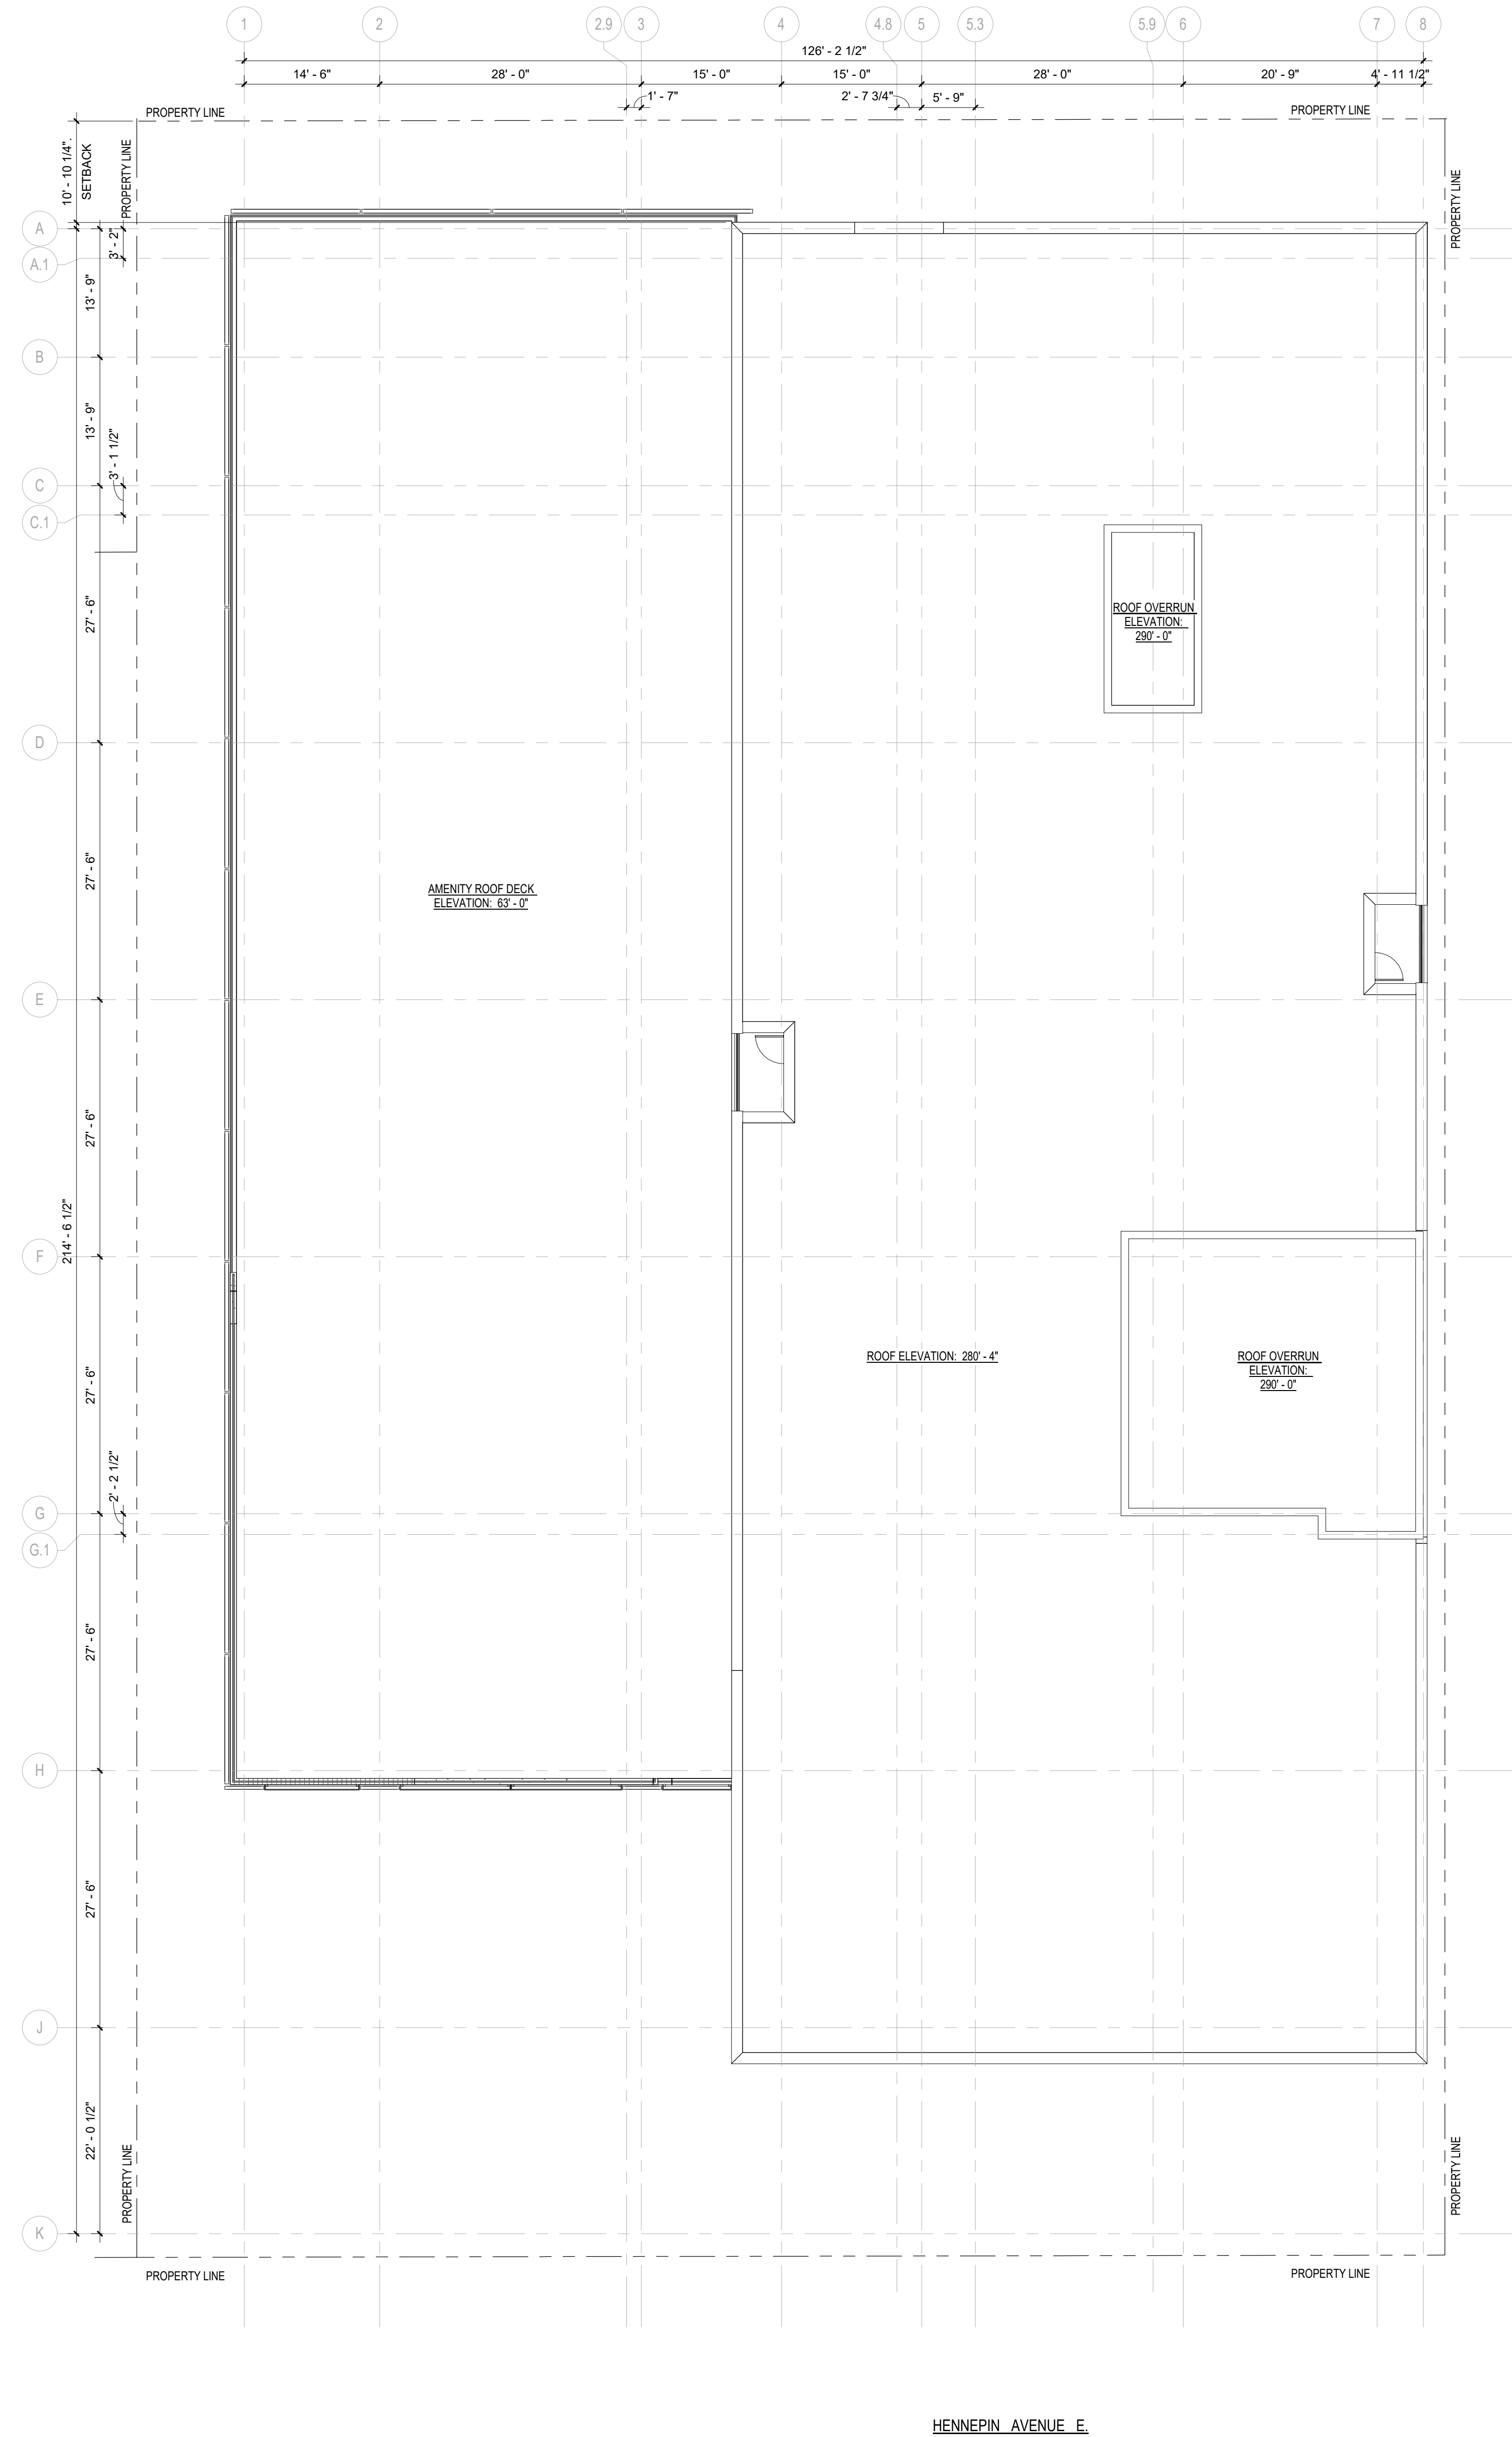 1 2 2.9 3 4 4.8 5 5.3 5.9 6 7 8
126' - 2 1/2"
14' - 6" 28' - 0" 15' - 0" 15' - 0" 28' - 0" 20' - 9" 4' - 11 1/2"
1' - 7" 2' - 7 3/4" 5' - 9"
PROPERTY LINE
PROPERTY LINE
10' - 10 1/4".
SETBACK
PROPERTY LINE
PROPERTY LINE
A
3' - 2"
A.1
13' - 9"
B
13' - 9"
3' - 1 1/2"
C
C.1
27' - 6"
ROOF OVERRUN
ELEVATION:
290' - 0"
D
27' - 6"
AMENITY ROOF DECK
ELEVATION: 63' - 0"
E
27' - 6"
214' - 6 1/2"
F
27' - 6"
ROOF ELEVATION: 280' - 4"
ROOF OVERRUN
ELEVATION:
290' - 0"
2' - 2 1/2"
G
G.1
27' - 6"
H
27' - 6"
J
22' - 0 1/2"
PROPERTY LINE
PROPERTY LINE
K
PROPERTY LINE
PROPERTY LINE
HENNEPIN AVENUE E.